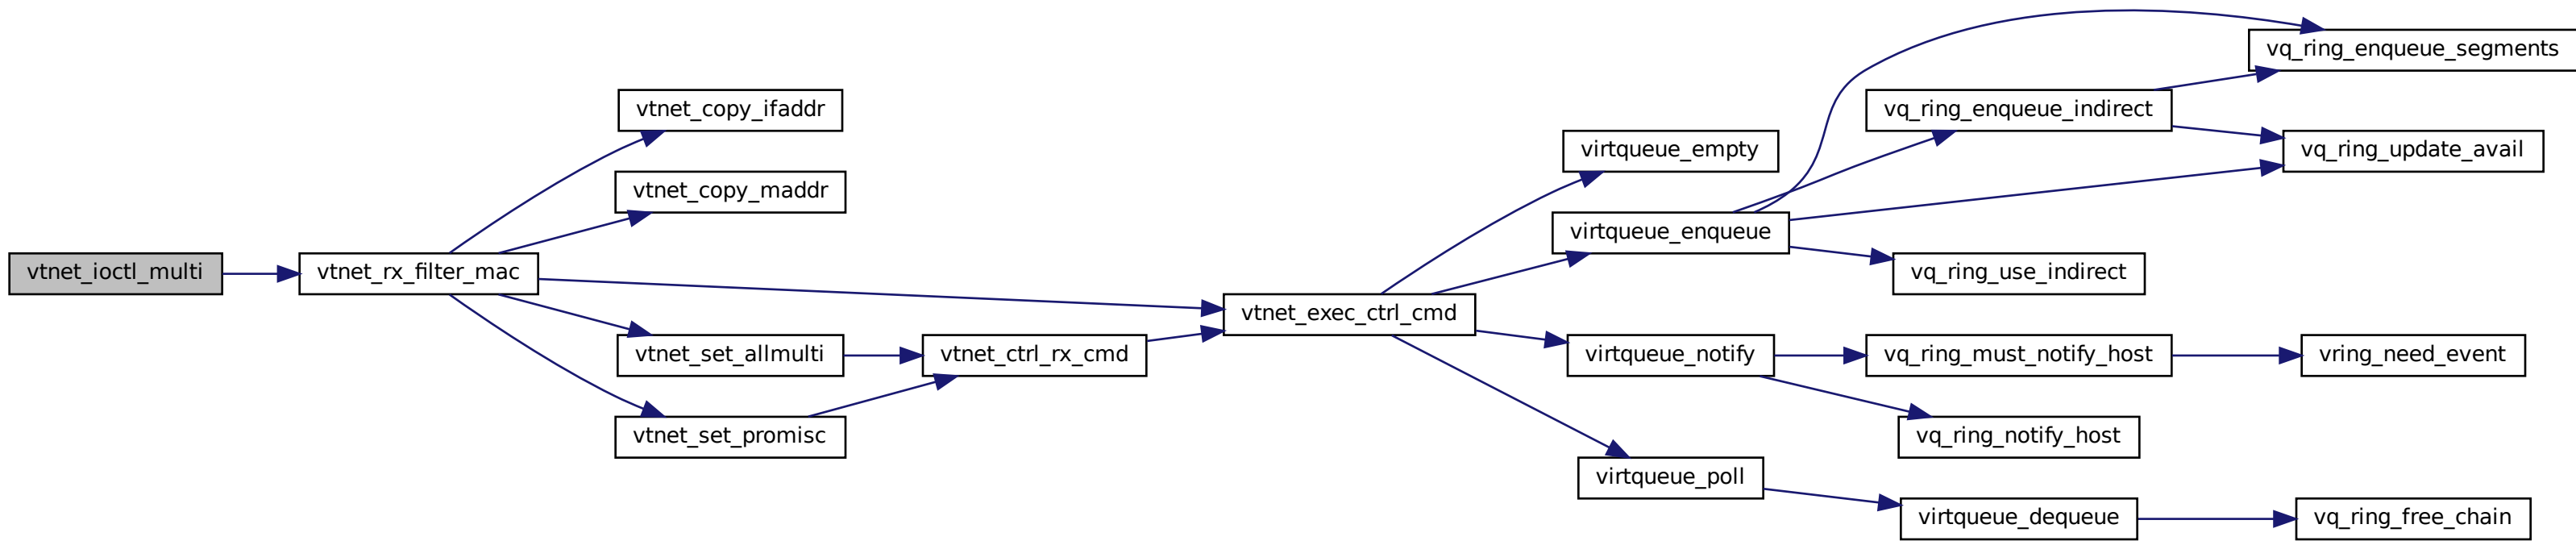 vtnet_ioctl_multi
vtnet_rx_filter_mac
vtnet_copy_ifaddr
vtnet_copy_maddr
vtnet_set_allmulti
vtnet_set_promisc
vtnet_ctrl_rx_cmd
vtnet_exec_ctrl_cmd
virtqueue_empty
virtqueue_enqueue
virtqueue_notify
virtqueue_poll
vq_ring_enqueue_indirect
vq_ring_use_indirect
vq_ring_must_notify_host
vq_ring_notify_host
virtqueue_dequeue
vq_ring_enqueue_segments
vq_ring_update_avail
vring_need_event
vq_ring_free_chain